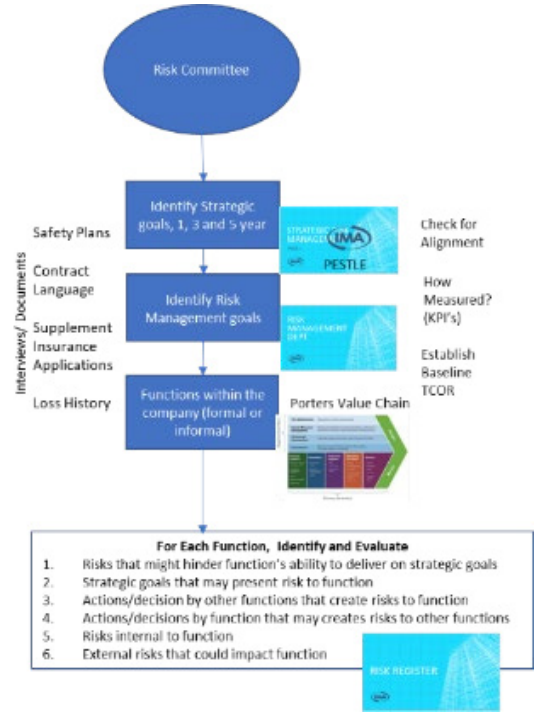 Risk Committee
Identify Strategic
goals, 1, 3 and 5 year
STRATEGIC
MANAGEMENT
IMA
PESTLE
Check for
Alignment
Interviews/ Documents
Safety Plans
Contract
Language
Supplement
Insurance
Applications
Loss History
Identify Risk
Management goals
RISK
MANAGEMENT
DEPT
How
Measured?
(KPI's)
Establish
Baseline
TCOR
Functions within the
company (formal or
informal)
Porters Value Chain
For Each Function, Identify and Evaluate
1. Risks that might hinder function's ability to deliver on strategic goals
2. Strategic goals that may present risk to function
3. Actions/decision by other functions that create risks to function
4. Actions/decisions by function that may creates risks to other functions
5. Risks internal to function
6. External risks that could impact function
RISK REGISTER
IMA